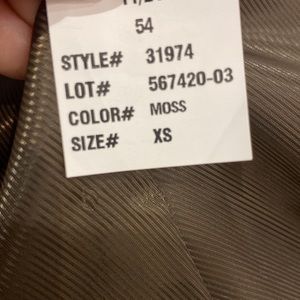 54
STYLE# 31974
LOT# 567420-03
COLOR# MOSS
SIZE# XS